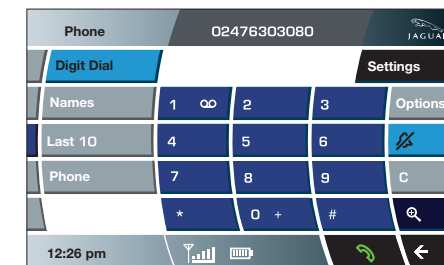 Phone 02476303080 JAGUAR
Digit Dial Settings
Names 1 2 3 Options
Last 10 4 5 6
Phone 7 8 9 C
* 0 + #
12:26 pm